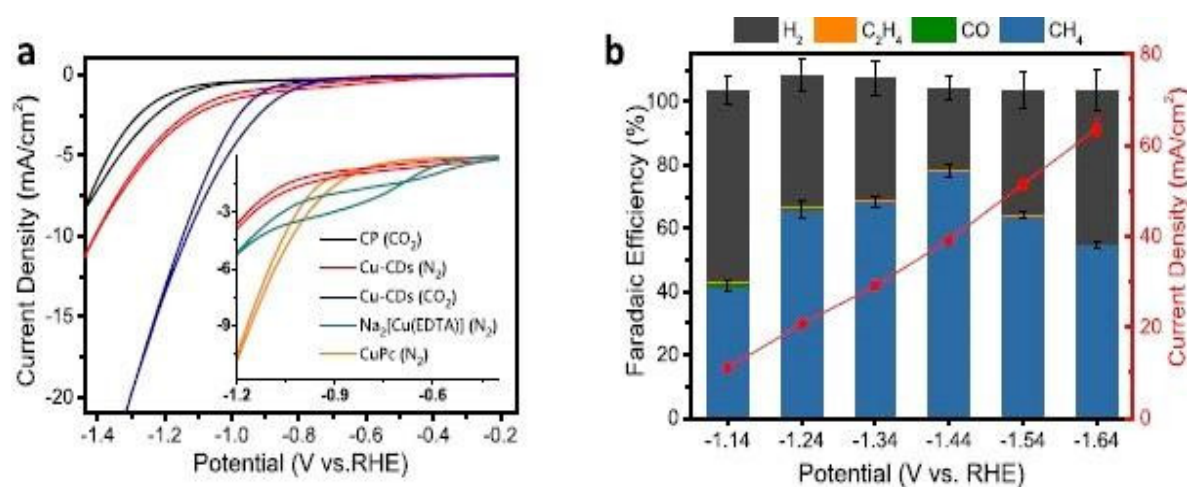 a
Current Density (mA/cm²)
0
-5
-10
-15
-20
-1.4 -1.2 -1.0 -0.8 -0.6 -0.4 -0.2
Potential (V vs.RHE)
-3
-6
-9
-1.2 -0.9 -0.6
CP (CO₂)
Cu-CDs (N₂)
Cu-CDs (CO₂)
Na₂[Cu(EDTA)] (N₂)
CuPc (N₂)
b
H₂ C₂H₄ CO CH₄
Faradaic Efficiency (%)
100
80
60
40
20
0
-1.14 -1.24 -1.34 -1.44 -1.54 -1.64
Potential (V vs. RHE)
80
60
40
20
0
Current Density (mA/cm²)